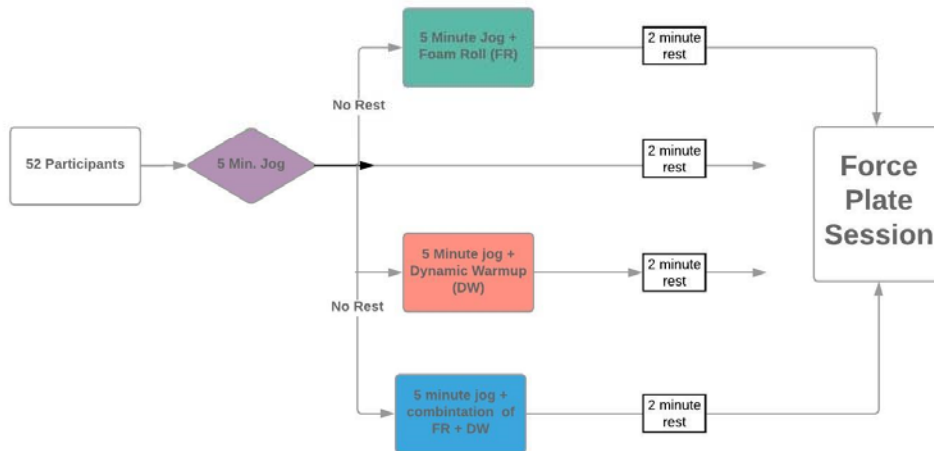 5 Minute Jog +
Foam Roll (FR)
2 minute
rest
No Rest
52 Participants
5 Min. Jog
2 minute
rest
Force
Plate
Session
5 Minute jog +
Dynamic Warmup
(DW)
2 minute
rest
No Rest
5 minute jog +
combintation of
FR + DW
2 minute
rest